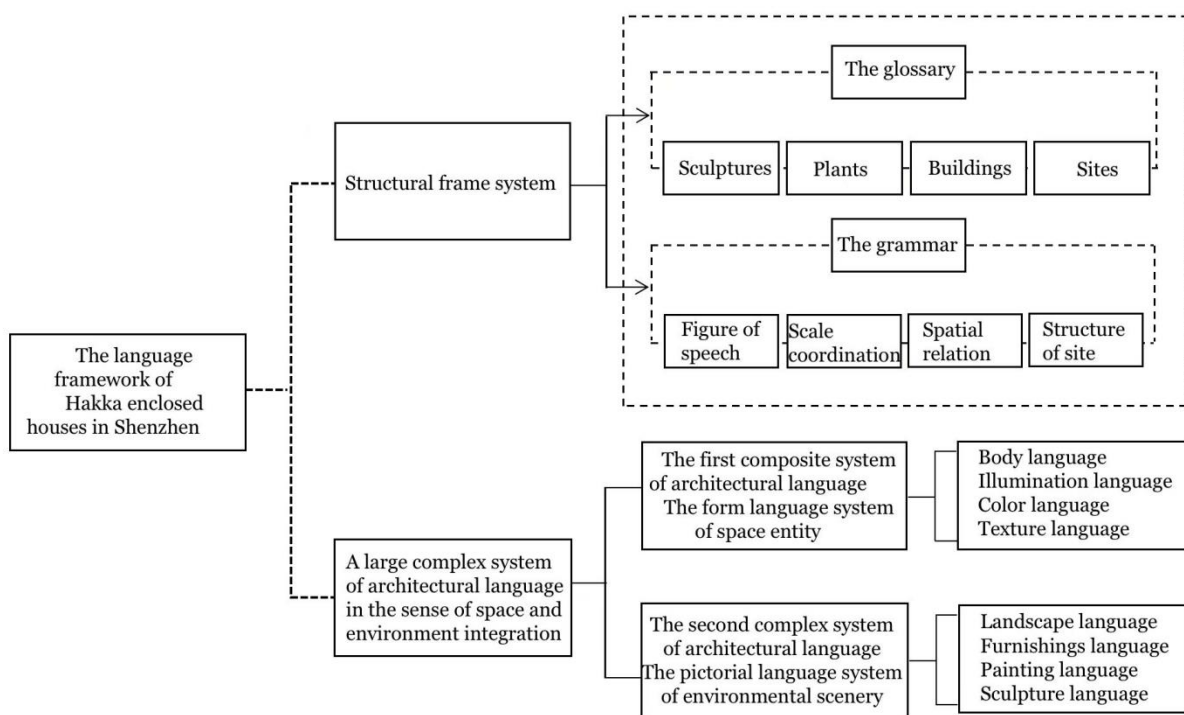 The glossary
Sculptures
Plants
Buildings
Sites
Structural frame system
The grammar
Figure of
speech
Scale
coordination
Spatial
relation
Structure
of site
The language
framework of
Hakka enclosed
houses in Shenzhen
The first composite system
of architectural language
The form language system
of space entity
Body language
Illumination language
Color language
Texture language
A large complex system
of architectural language
in the sense of space and
environment integration
The second complex system
of architectural language
The pictorial language system
of environmental scenery
Landscape language
Furnishings language
Painting language
Sculpture language